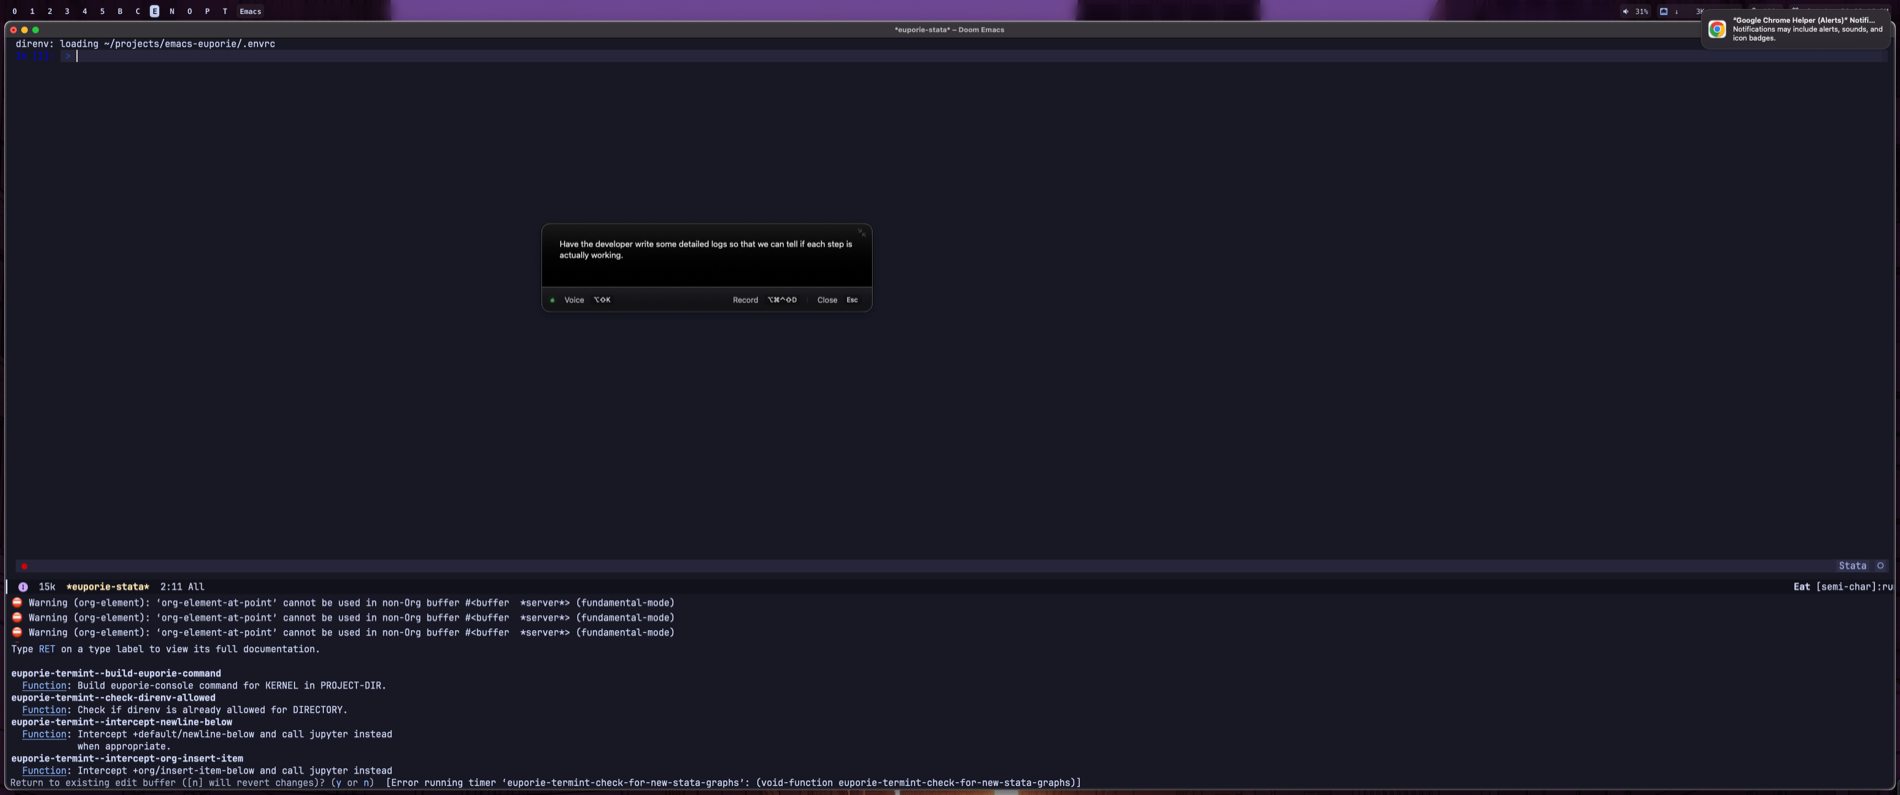 0 1 2 3 4 5 B C E N O P T Emacs
31%
*euporie-stata* – Doom Emacs
"Google Chrome Helper (Alerts)" Notifi...
Notifications may include alerts, sounds, and
icon badges.
direnv: loading ~/projects/emacs-euporie/.envrc
In [1]: >
Have the developer write some detailed logs so that we can tell if each step is
actually working.
Voice ⌥⇧K Record ⌥⌘^⇧D Close Esc
Stata
15k *euporie-stata* 2:11 All Eat [semi-char]:ru
Warning (org-element): ‘org-element-at-point’ cannot be used in non-Org buffer #<buffer *server*> (fundamental-mode)
Warning (org-element): ‘org-element-at-point’ cannot be used in non-Org buffer #<buffer *server*> (fundamental-mode)
Warning (org-element): ‘org-element-at-point’ cannot be used in non-Org buffer #<buffer *server*> (fundamental-mode)
Type RET on a type label to view its full documentation.
euporie-termint--build-euporie-command
Function: Build euporie-console command for KERNEL in PROJECT-DIR.
euporie-termint--check-direnv-allowed
Function: Check if direnv is already allowed for DIRECTORY.
euporie-termint--intercept-newline-below
Function: Intercept +default/newline-below and call jupyter instead
when appropriate.
euporie-termint--intercept-org-insert-item
Function: Intercept +org/insert-item-below and call jupyter instead
Return to existing edit buffer ([n] will revert changes)? (y or n) [Error running timer ‘euporie-termint-check-for-new-stata-graphs’: (void-function euporie-termint-check-for-new-stata-graphs)]